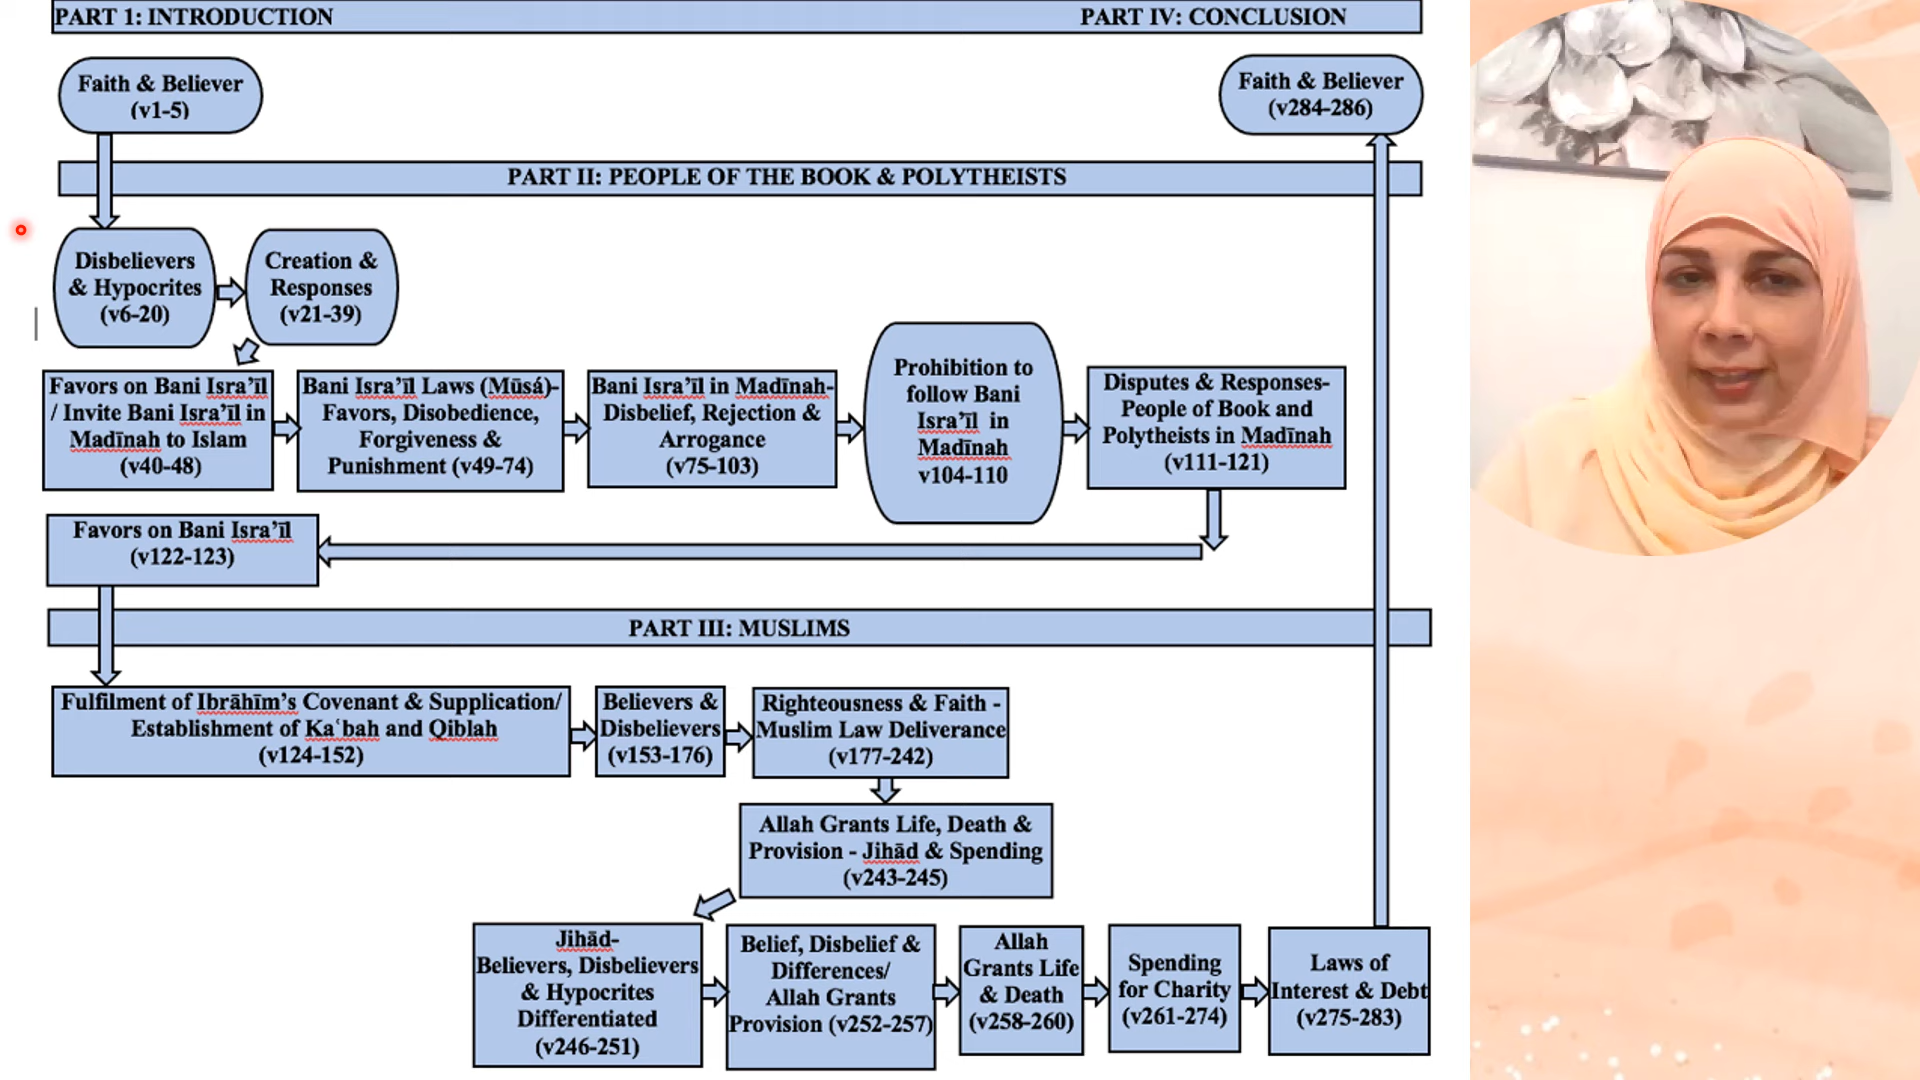 PART 1: INTRODUCTION
PART IV: CONCLUSION
Faith & Believer
(v1-5)
Faith & Believer
(v284-286)
PART II: PEOPLE OF THE BOOK & POLYTHEISTS
Disbelievers
& Hypocrites
(v6-20)
Creation &
Responses
(v21-39)
Favors on Bani Isra’īl
/ Invite Bani Isra’īl in
Madīnah to Islam
(v40-48)
Bani Isra’īl Laws (Mūsá)-
Favors, Disobedience,
Forgiveness &
Punishment (v49-74)
Bani Isra’īl in Madīnah-
Disbelief, Rejection &
Arrogance
(v75-103)
Prohibition to
follow Bani
Isra’īl in
Madīnah
v104-110
Disputes & Responses-
People of Book and
Polytheists in Madīnah
(v111-121)
Favors on Bani Isra’īl
(v122-123)
PART III: MUSLIMS
Fulfilment of Ibrāhīm’s Covenant & Supplication/
Establishment of Kaʿbah and Qiblah
(v124-152)
Believers &
Disbelievers
(v153-176)
Righteousness & Faith -
Muslim Law Deliverance
(v177-242)
Allah Grants Life, Death &
Provision - Jihād & Spending
(v243-245)
Jihād-
Believers, Disbelievers
& Hypocrites
Differentiated
(v246-251)
Belief, Disbelief &
Differences/
Allah Grants
Provision (v252-257)
Allah
Grants Life
& Death
(v258-260)
Spending
for Charity
(v261-274)
Laws of
Interest & Debt
(v275-283)